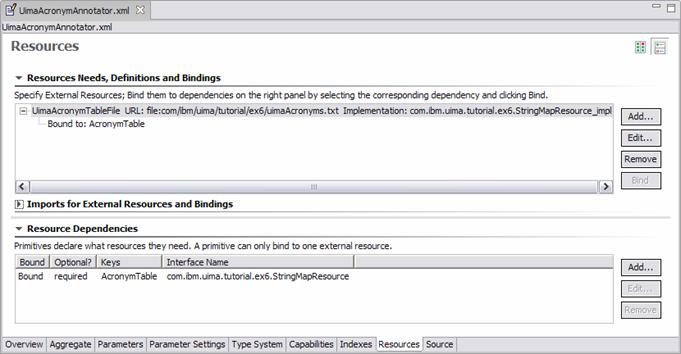 UimaAcronymAnnotator.xml
UimaAcronymAnnotator.xml
Resources
Resources Needs, Definitions and Bindings
Specify External Resources; Bind them to dependencies on the right panel by selecting the corresponding dependency and clicking Bind.
UimaAcronymTableFile URL: file:com/ibm/uima/tutorial/ex6/uimaAcronyms.txt Implementation: com.ibm.uima.tutorial.ex6.StringMapResource_impl
Bound to: AcronymTable
Add...
Edit...
Remove
Bind
Imports for External Resources and Bindings
Resource Dependencies
Primitives declare what resources they need. A primitive can only bind to one external resource.
Bound Optional? Keys Interface Name
Bound required AcronymTable com.ibm.uima.tutorial.ex6.StringMapResource
Add...
Edit...
Remove
Overview Aggregate Parameters Parameter Settings Type System Capabilities Indexes Resources Source